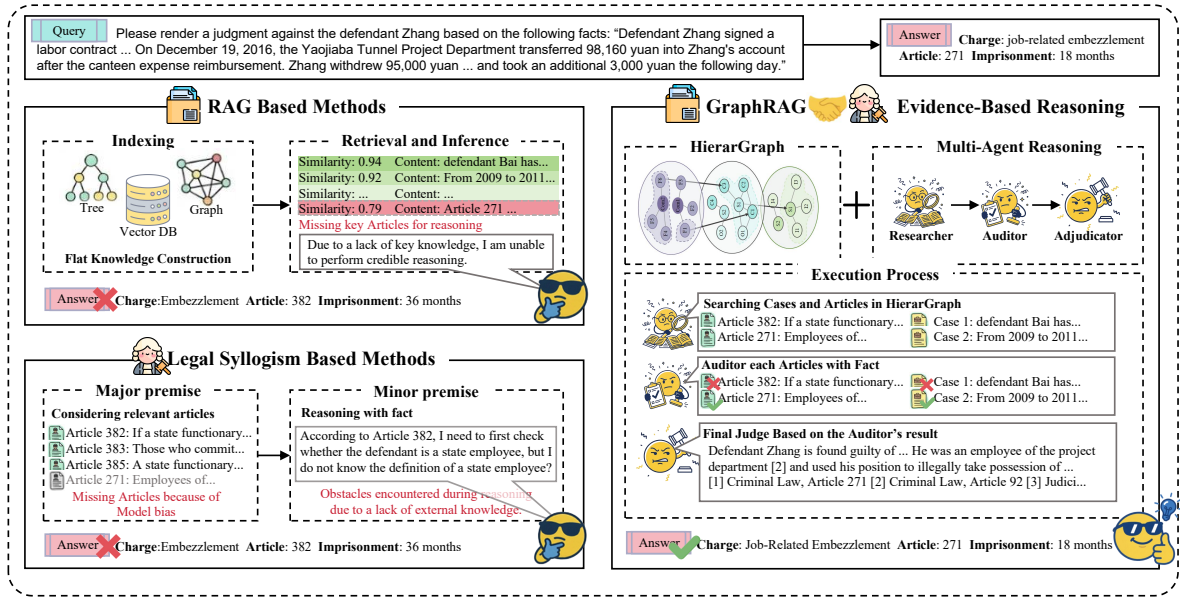 Query Please render a judgment against the defendant Zhang based on the following facts: “Defendant Zhang signed a
labor contract ... On December 19, 2016, the Yaojiaba Tunnel Project Department transferred 98,160 yuan into Zhang's account
after the canteen expense reimbursement. Zhang withdrew 95,000 yuan ... and took an additional 3,000 yuan the following day.”
Answer Charge: job-related embezzlement
Article: 271 Imprisonment: 18 months
RAG Based Methods
Indexing
Tree
Graph
Vector DB
Flat Knowledge Construction
Retrieval and Inference
Similarity: 0.94 Content: defendant Bai has...
Similarity: 0.92 Content: From 2009 to 2011...
Similarity: ... Content: ...
Similarity: 0.79 Content: Article 271 ...
Missing key Articles for reasoning
Due to a lack of key knowledge, I am unable
to perform credible reasoning.
Answer Charge:Embezzlement Article: 382 Imprisonment: 36 months
Legal Syllogism Based Methods
Major premise
Considering relevant articles
Article 382: If a state functionary...
Article 383: Those who commit...
Article 385: A state functionary...
Article 271: Employees of...
Missing Articles because of
Model bias
Minor premise
Reasoning with fact
According to Article 382, I need to first check
whether the defendant is a state employee, but I
do not know the definition of a state employee?
Obstacles encountered during reasoning
due to a lack of external knowledge.
Answer Charge:Embezzlement Article: 382 Imprisonment: 36 months
GraphRAG Evidence-Based Reasoning
HierarGraph
Multi-Agent Reasoning
Researcher
Auditor
Adjudicator
Execution Process
Searching Cases and Articles in HierarGraph
Article 382: If a state functionary... Case 1: defendant Bai has...
Article 271: Employees of... Case 2: From 2009 to 2011...
Auditor each Articles with Fact
Article 382: If a state functionary... Case 1: defendant Bai has...
Article 271: Employees of... Case 2: From 2009 to 2011...
Final Judge Based on the Auditor’s result
Defendant Zhang is found guilty of ... He was an employee of the project
department [2] and used his position to illegally take possession of ...
[1] Criminal Law, Article 271 [2] Criminal Law, Article 92 [3] Judici...
Answer Charge: Job-Related Embezzlement Article: 271 Imprisonment: 18 months